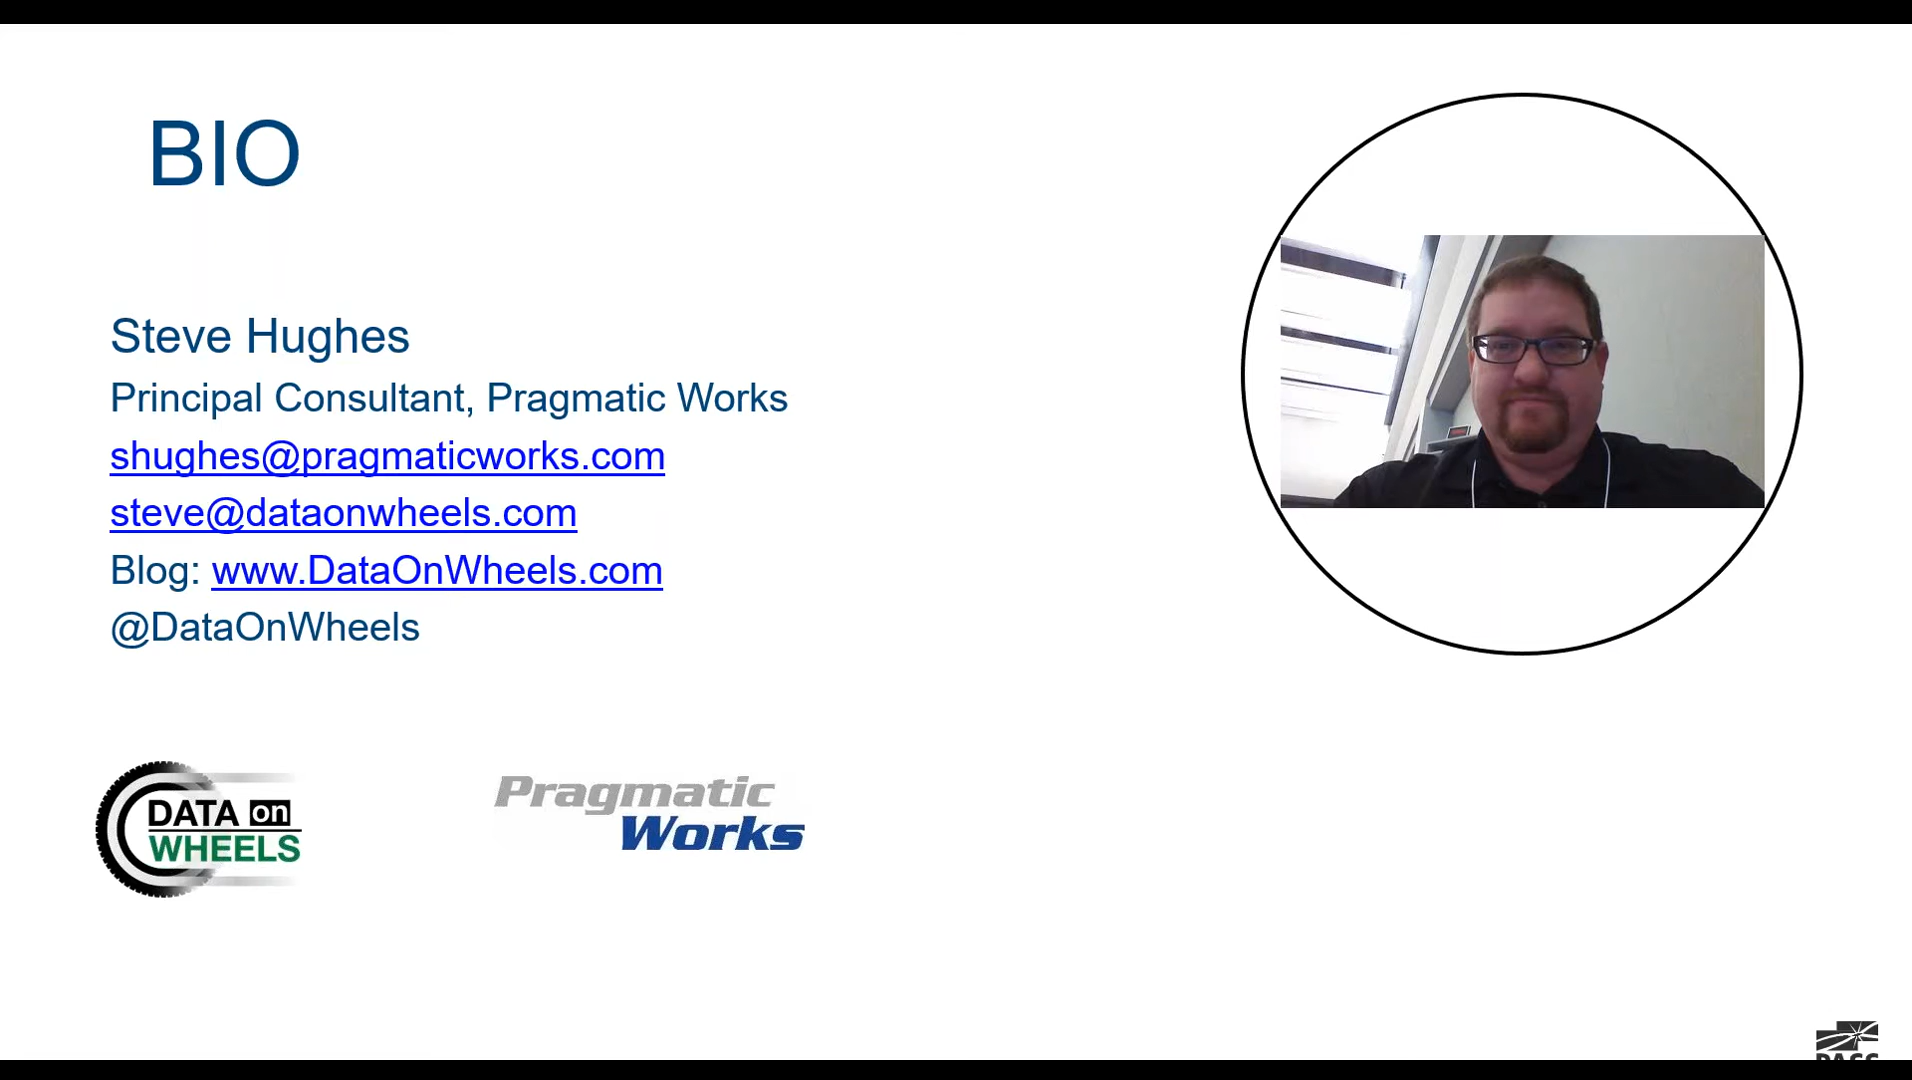 BIO
Steve Hughes
Principal Consultant, Pragmatic Works
shughes@pragmaticworks.com
steve@dataonwheels.com
Blog: www.DataOnWheels.com
@DataOnWheels
DATA on
WHEELS
Pragmatic
Works
PASS